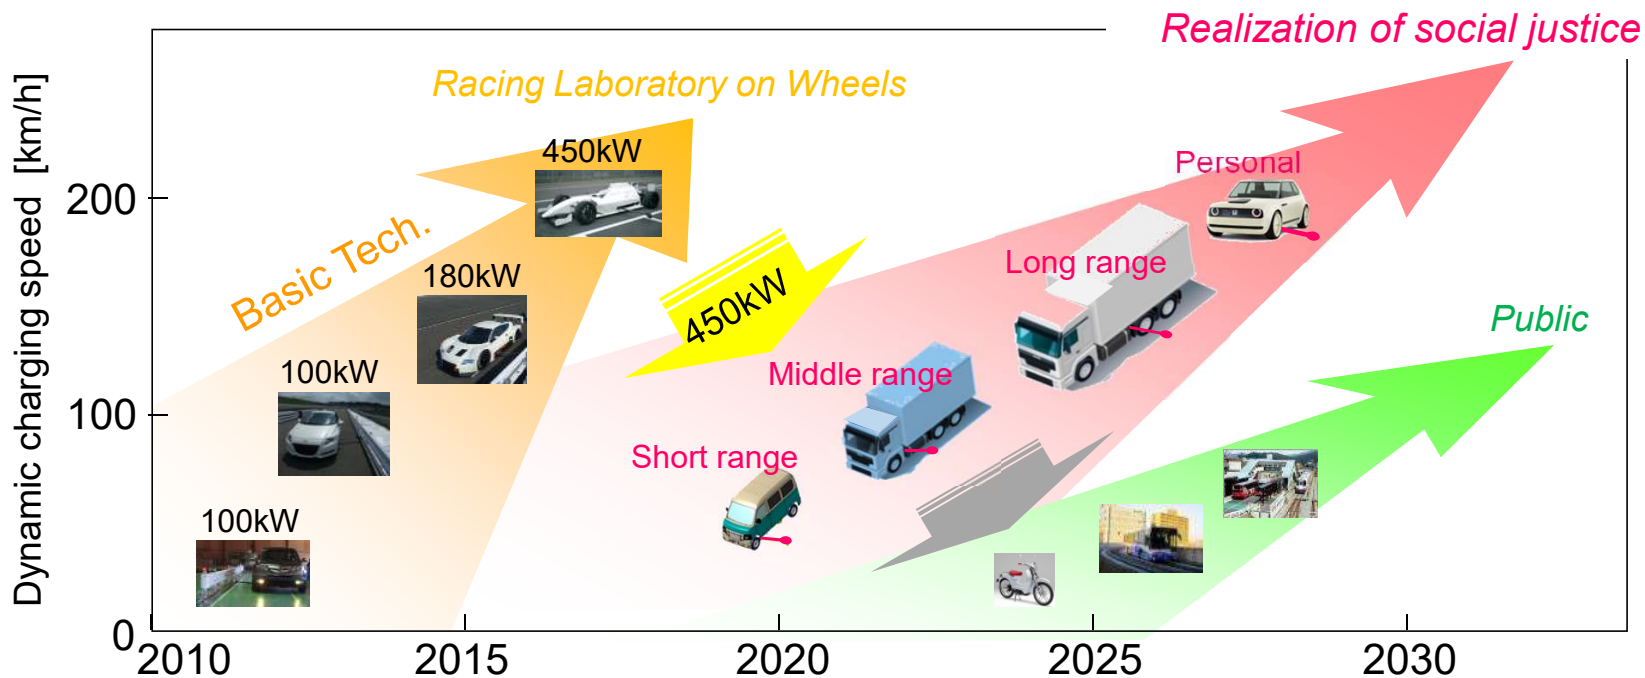 Realization of social justice
Racing Laboratory on Wheels
Dynamic charging speed [km/h]
200
100
0
2010
2015
2020
2025
2030
Basic Tech.
450kW
180kW
100kW
100kW
450kW
Personal
Long range
Middle range
Short range
Public